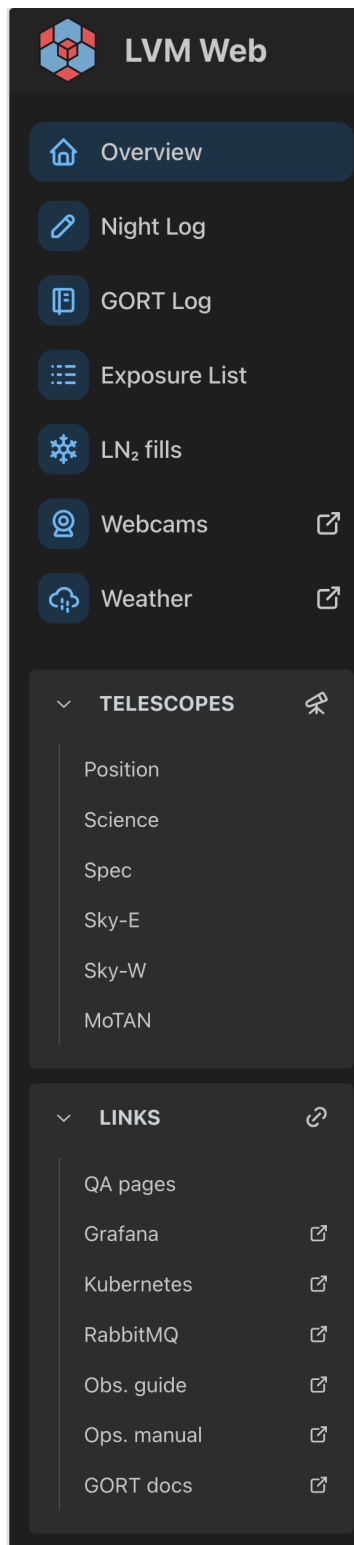 LVM Web
Overview
Night Log
GORT Log
Exposure List
LN₂ fills
Webcams
Weather
TELESCOPES
Position
Science
Spec
Sky-E
Sky-W
MoTAN
LINKS
QA pages
Grafana
Kubernetes
RabbitMQ
Obs. guide
Ops. manual
GORT docs